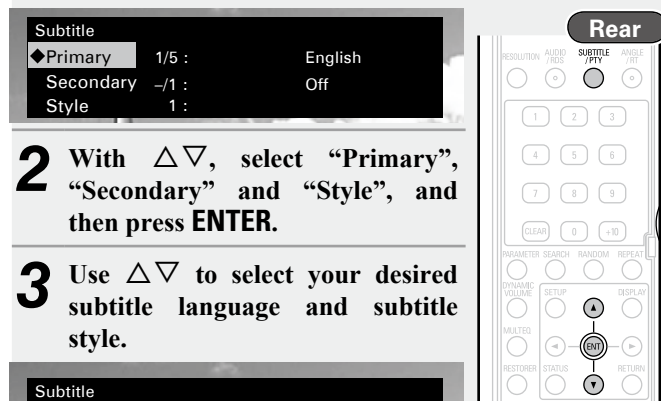 Subtitle
◆Primary 1/5 : English
Secondary –/1 : Off
Style 1 :
2 With △▽, select “Primary”,
“Secondary” and “Style”, and
then press ENTER.
3 Use △▽ to select your desired
subtitle language and subtitle
style.
Subtitle
Rear
RESOLUTION AUDIO /RDS SUBTITLE /PTY ANGLE /RT
1 2 3
4 5 6
7 8 9
CLEAR 0 +10
PARAMETER SEARCH RANDOM REPEAT
DYNAMIC VOLUME SETUP DISPLAY
MULTEQ ENT
RESTORER STATUS RETURN